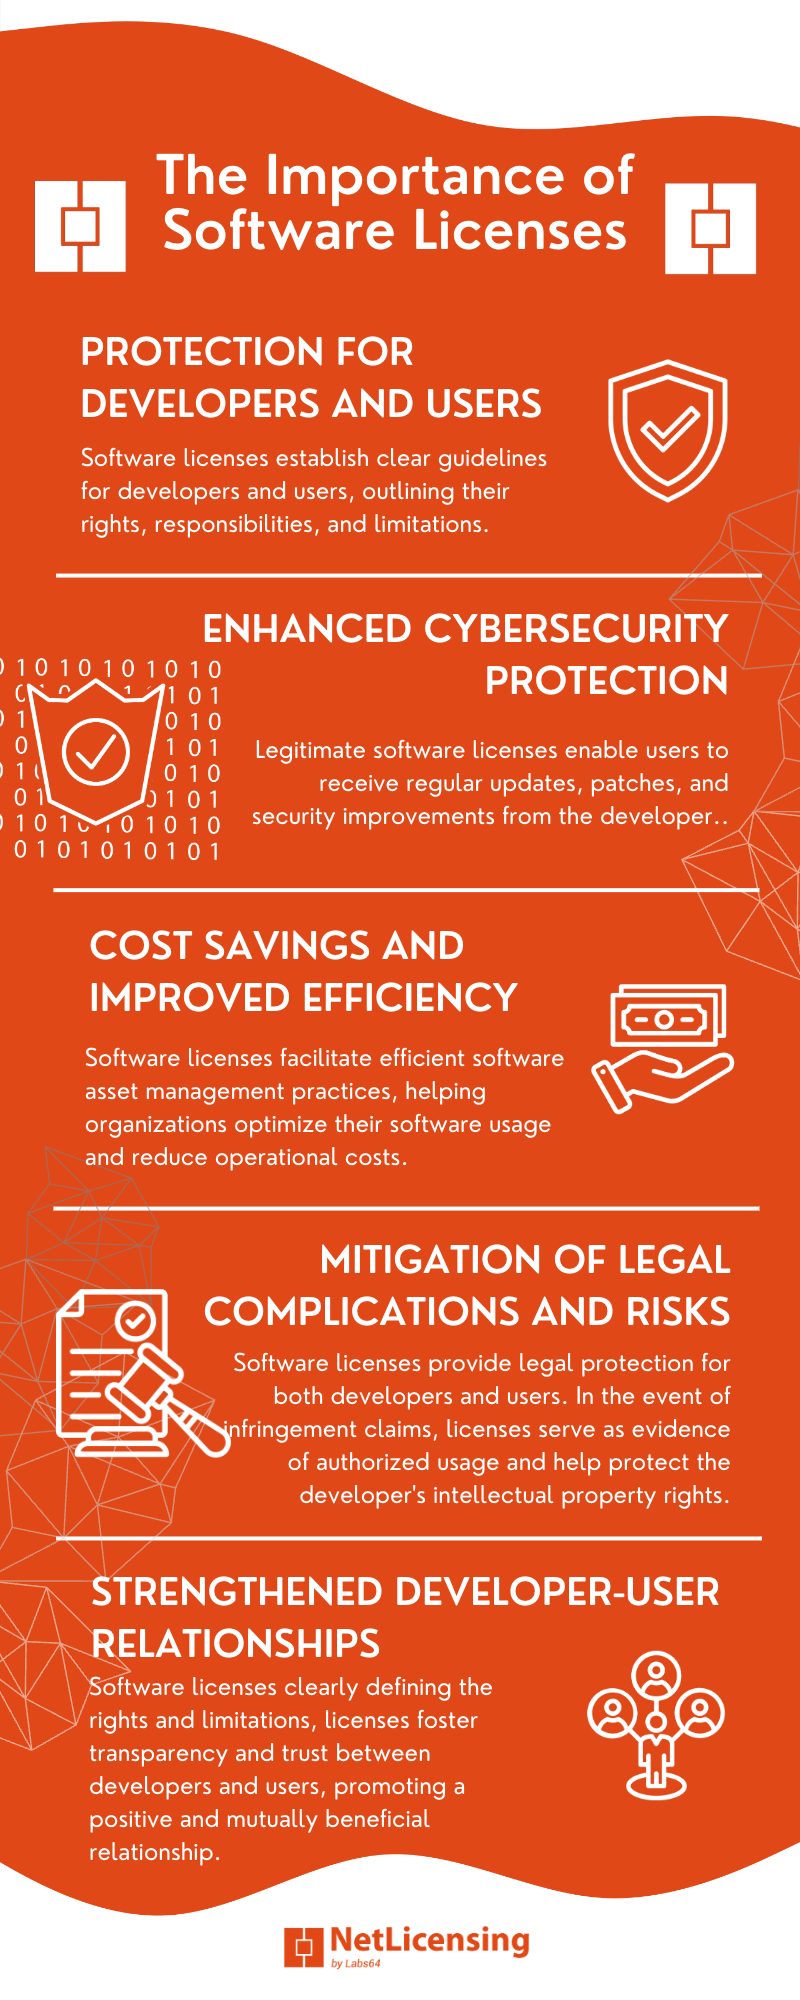 The Importance of
Software Licenses
PROTECTION FOR
DEVELOPERS AND USERS
Software licenses establish clear guidelines
for developers and users, outlining their
rights, responsibilities, and limitations.
ENHANCED CYBERSECURITY
PROTECTION
Legitimate software licenses enable users to
receive regular updates, patches, and
security improvements from the developer..
COST SAVINGS AND
IMPROVED EFFICIENCY
Software licenses facilitate efficient software
asset management practices, helping
organizations optimize their software usage
and reduce operational costs.
MITIGATION OF LEGAL
COMPLICATIONS AND RISKS
Software licenses provide legal protection for
both developers and users. In the event of
infringement claims, licenses serve as evidence
of authorized usage and help protect the
developer's intellectual property rights.
STRENGTHENED DEVELOPER-USER
RELATIONSHIPS
Software licenses clearly defining the
rights and limitations, licenses foster
transparency and trust between
developers and users, promoting a
positive and mutually beneficial
relationship.
NetLicensing
by Labs64